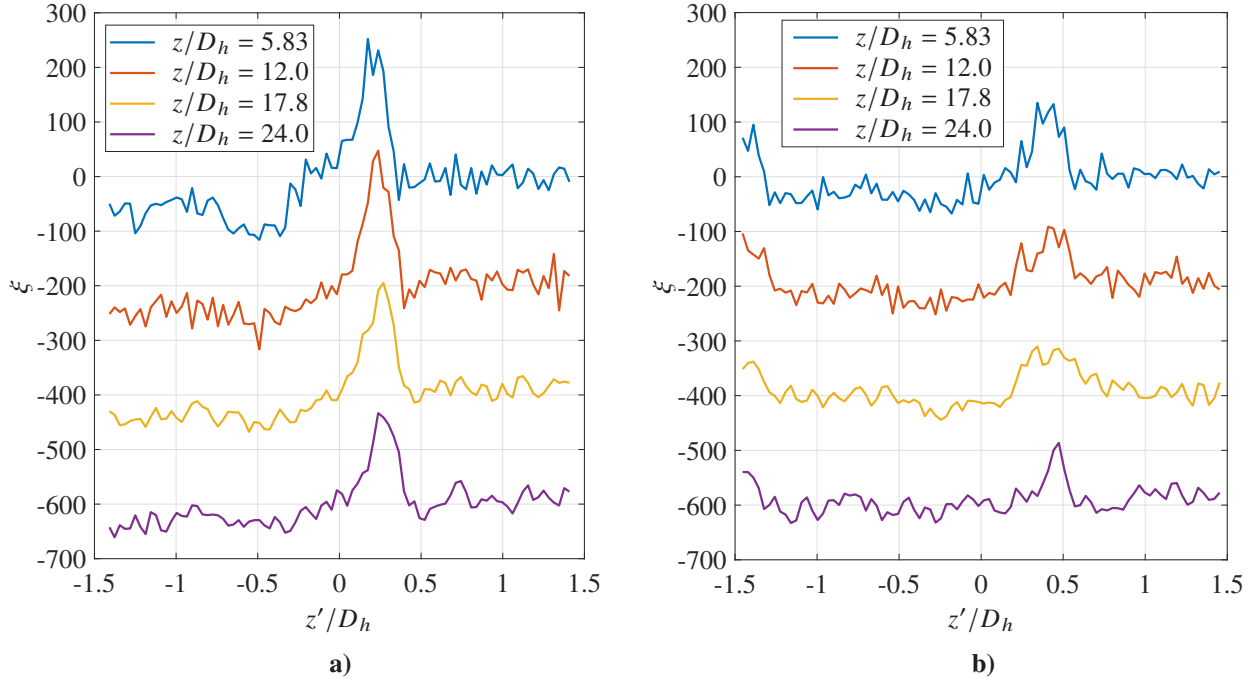 300
200
100
0
-100
-200
-300
-400
-500
-600
-700
ξ
-1.5 -1 -0.5 0 0.5 1 1.5
z′/D_h
z/D_h = 5.83
z/D_h = 12.0
z/D_h = 17.8
z/D_h = 24.0
a)
300
200
100
0
-100
-200
-300
-400
-500
-600
-700
ξ
-1.5 -1 -0.5 0 0.5 1 1.5
z′/D_h
z/D_h = 5.83
z/D_h = 12.0
z/D_h = 17.8
z/D_h = 24.0
b)